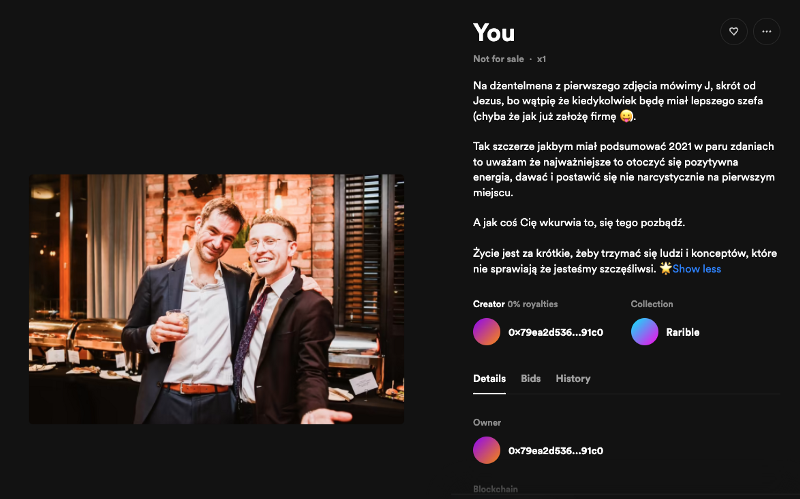 You
Not for sale · x1
Na dżentelmena z pierwszego zdjęcia mówimy J, skrót od
Jezus, bo wątpię że kiedykolwiek będę miał lepszego szefa
(chyba że jak już założę firmę 😛).
Tak szczerze jakbym miał podsumować 2021 w paru zdaniach
to uważam że najważniejsze to otoczyć się pozytywna
energia, dawać i postawić się nie narcystycznie na pierwszym
miejscu.
A jak coś Cię wkurwia to, się tego pozbądź.
Życie jest za krótkie, żeby trzymać się ludzi i konceptów, które
nie sprawiają że jesteśmy szczęśliwsi. 🌟Show less
Creator 0% royalties
Collection
0x79ea2d536...91c0
Rarible
Details Bids History
Owner
0x79ea2d536...91c0
Blockchain